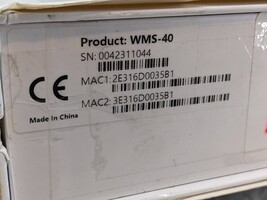 Product: WMS-40
SN: 0042311044
MAC1:2E316D0035B1
MAC2:3E316D0035B1
CE
Made In China